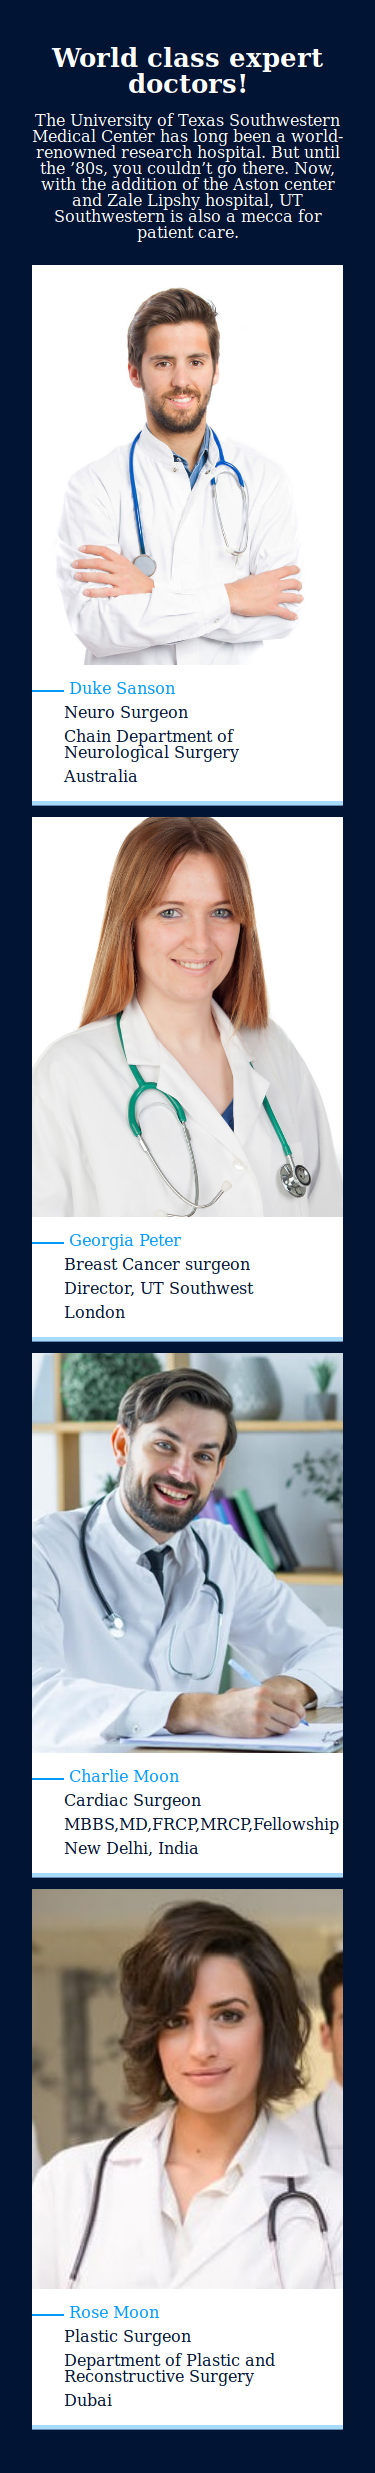 World class expert
doctors!
The University of Texas Southwestern
Medical Center has long been a world-
renowned research hospital. But until
the ’80s, you couldn’t go there. Now,
with the addition of the Aston center
and Zale Lipshy hospital, UT
Southwestern is also a mecca for
patient care.
Duke Sanson
Neuro Surgeon
Chain Department of
Neurological Surgery
Australia
Georgia Peter
Breast Cancer surgeon
Director, UT Southwest
London
Charlie Moon
Cardiac Surgeon
MBBS,MD,FRCP,MRCP,Fellowship
New Delhi, India
Rose Moon
Plastic Surgeon
Department of Plastic and
Reconstructive Surgery
Dubai